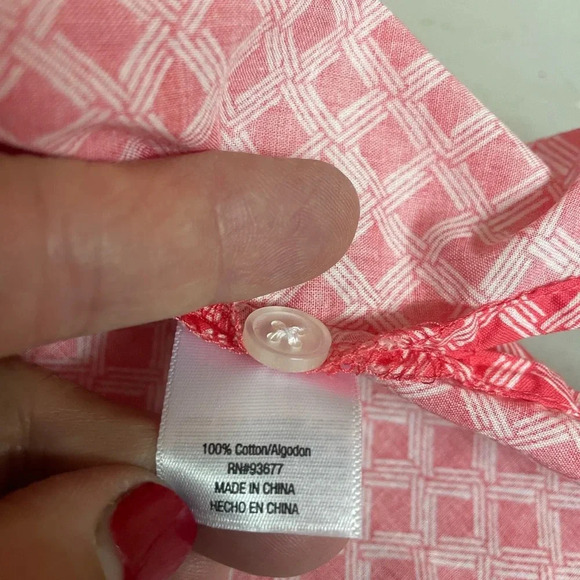 100% Cotton/Algodon
RN#93677
MADE IN CHINA
HECHO EN CHINA